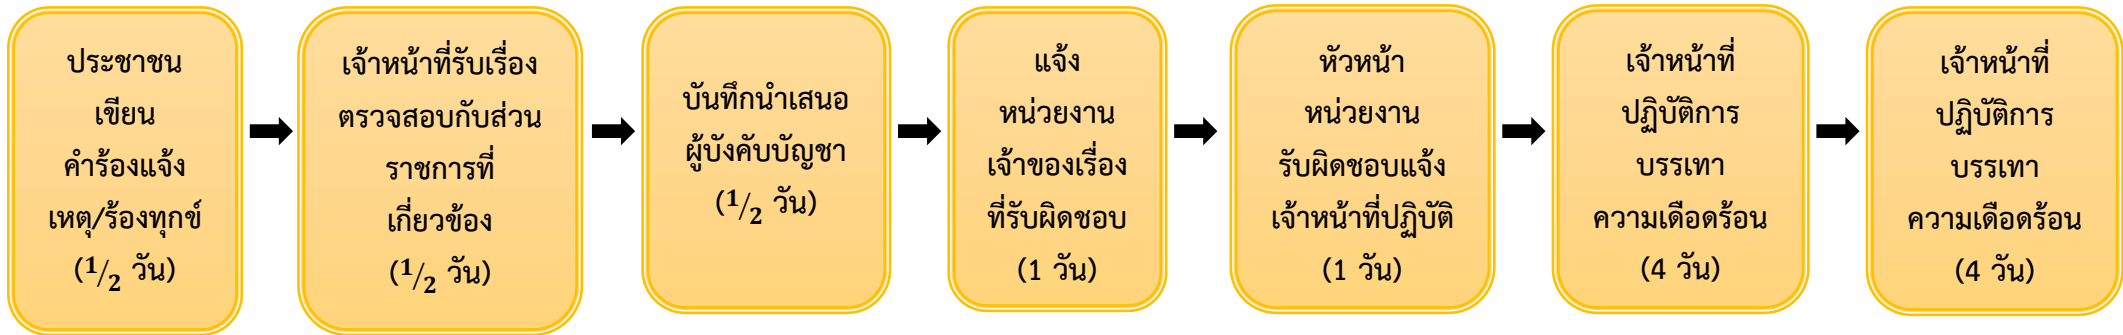 ประชาชน
เขียน
คำร้องแจ้ง
เหตุ/ร้องทุกข์
(1/2 วัน)
เจ้าหน้าที่รับเรื่อง
ตรวจสอบกับส่วน
ราชการที่
เกี่ยวข้อง
(1/2 วัน)
บันทึกนำเสนอ
ผู้บังคับบัญชา
(1/2 วัน)
แจ้ง
หน่วยงาน
เจ้าของเรื่อง
ที่รับผิดชอบ
(1 วัน)
หัวหน้า
หน่วยงาน
รับผิดชอบแจ้ง
เจ้าหน้าที่ปฏิบัติ
(1 วัน)
เจ้าหน้าที่
ปฏิบัติการ
บรรเทา
ความเดือดร้อน
(4 วัน)
เจ้าหน้าที่
ปฏิบัติการ
บรรเทา
ความเดือดร้อน
(4 วัน)